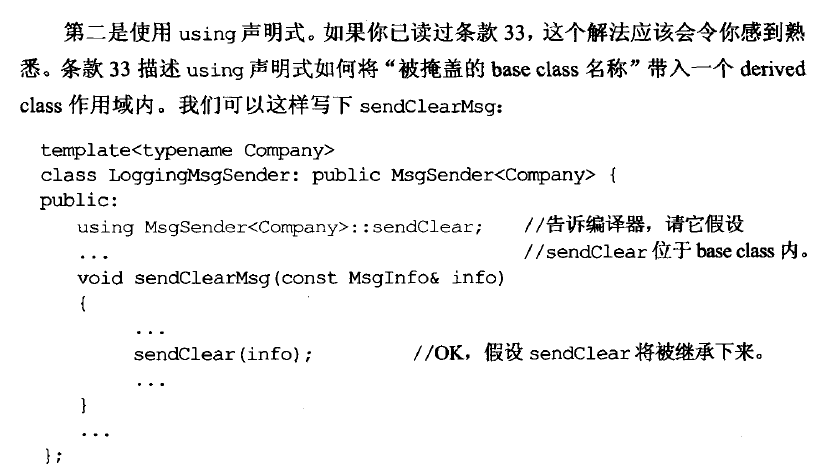 第二是使用 using 声明式。如果你已读过条款 33，这个解法应该会令你感到熟
悉。条款 33 描述 using 声明式如何将“被掩盖的 base class 名称”带入一个 derived
class 作用域内。我们可以这样写下 sendClearMsg：
template<typename Company>
class LoggingMsgSender: public MsgSender<Company> {
public:
using MsgSender<Company>::sendClear; //告诉编译器，请它假设
... //sendClear 位于 base class 内。
void sendClearMsg(const MsgInfo& info)
{
...
sendClear(info); //OK，假设 sendClear 将被继承下来。
...
}
...
};